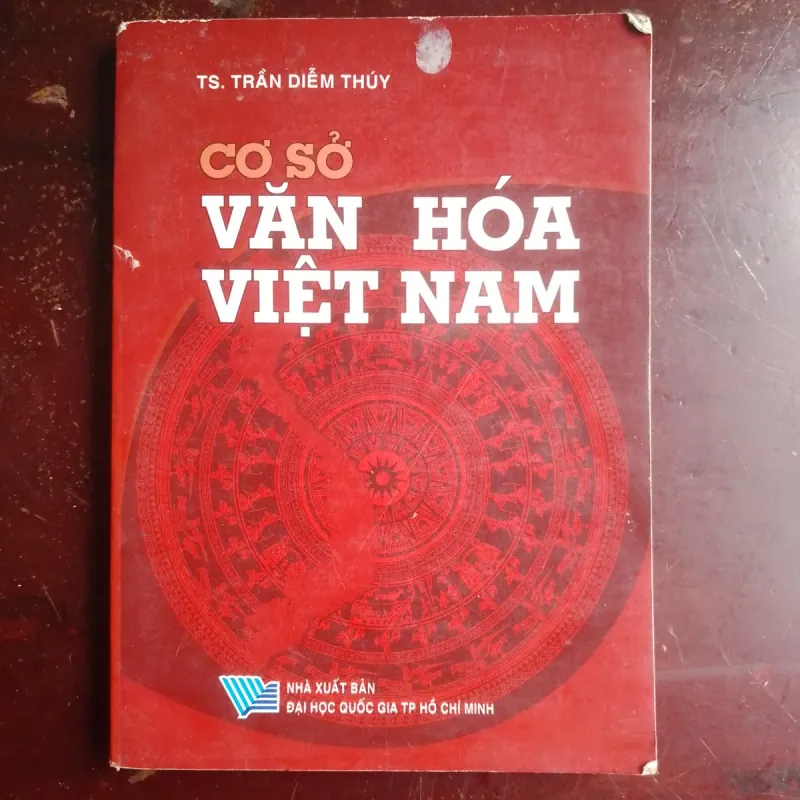 TS. TRẦN DIỄM THÚY
CƠ SỞ
VĂN HÓA
VIỆT NAM
NHÀ XUẤT BẢN
ĐẠI HỌC QUỐC GIA TP HỒ CHÍ MINH